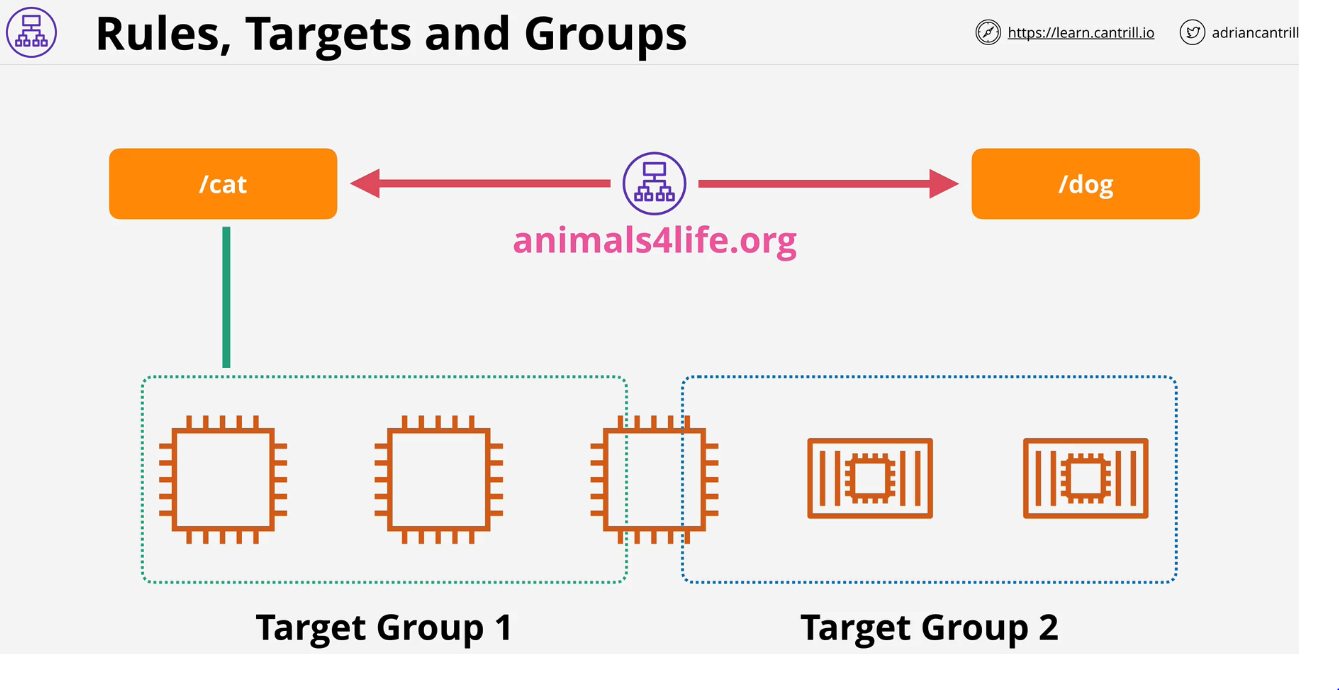 Rules, Targets and Groups
https://learn.cantrill.io
adriancantrill
/cat
/dog
animals4life.org
Target Group 1
Target Group 2